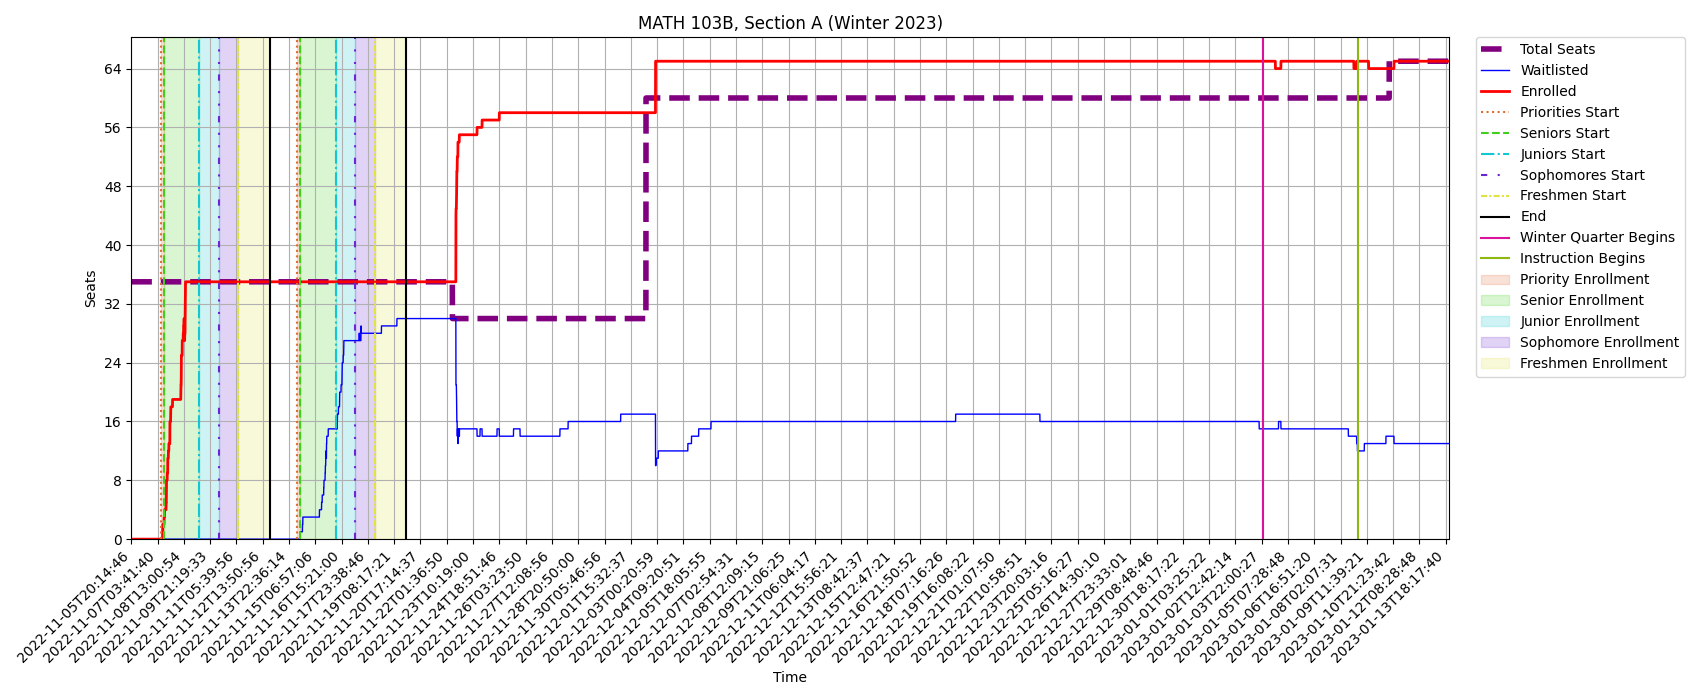 MATH 103B, Section A (Winter 2023)
Seats
64
56
48
40
32
24
16
8
0
2022-11-05T20:14:46
2022-11-07T03:41:40
2022-11-08T13:00:54
2022-11-09T21:19:33
2022-11-11T05:39:56
2022-11-12T13:50:56
2022-11-13T22:36:14
2022-11-15T06:57:06
2022-11-16T15:21:00
2022-11-17T23:38:46
2022-11-19T08:17:21
2022-11-20T17:14:37
2022-11-22T01:36:50
2022-11-23T10:19:00
2022-11-24T18:51:46
2022-11-26T03:23:50
2022-11-27T12:08:56
2022-11-28T20:50:00
2022-11-30T05:46:56
2022-12-01T15:32:37
2022-12-03T00:20:59
2022-12-04T09:20:51
2022-12-05T18:05:55
2022-12-07T02:54:31
2022-12-08T12:09:15
2022-12-09T21:06:25
2022-12-11T06:04:17
2022-12-12T15:56:21
2022-12-13T08:42:37
2022-12-15T12:47:21
2022-12-16T21:50:52
2022-12-18T07:16:26
2022-12-19T16:08:22
2022-12-21T01:07:50
2022-12-22T10:58:51
2022-12-23T20:03:16
2022-12-25T05:16:27
2022-12-26T14:30:16
2022-12-27T23:33:01
2022-12-29T08:48:46
2022-12-30T18:17:22
2023-01-01T03:25:22
2023-01-02T12:42:14
2023-01-03T22:00:27
2023-01-05T07:28:48
2023-01-06T16:51:20
2023-01-08T02:07:31
2023-01-09T11:39:21
2023-01-10T21:23:42
2023-01-12T08:28:48
2023-01-13T18:17:40
Time
Total Seats
Waitlisted
Enrolled
Priorities Start
Seniors Start
Juniors Start
Sophomores Start
Freshmen Start
End
Winter Quarter Begins
Instruction Begins
Priority Enrollment
Senior Enrollment
Junior Enrollment
Sophomore Enrollment
Freshmen Enrollment